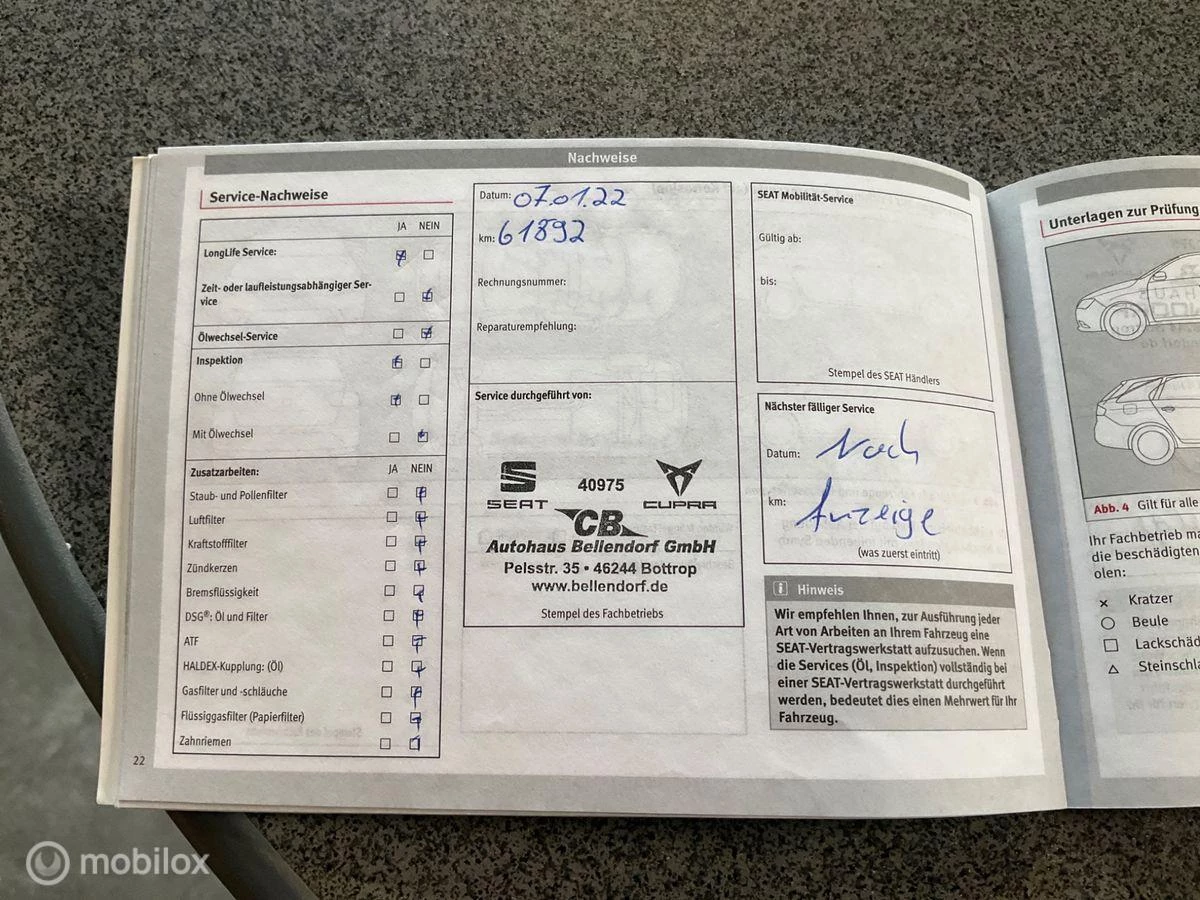 Nachweise
Service-Nachweise
JA NEIN
LongLife Service:
Zeit- oder laufleistungsabhängiger Ser-
vice
Ölwechsel-Service
Inspektion
Ohne Ölwechsel
Mit Ölwechsel
Zusatzarbeiten: JA NEIN
Staub- und Pollenfilter
Luftfilter
Kraftstofffilter
Zündkerzen
Bremsflüssigkeit
DSG®: Öl und Filter
ATF
HALDEX-Kupplung: (Öl)
Gasfilter und -schläuche
Flüssiggasfilter (Papierfilter)
Zahnriemen
22
Datum: 07.01.22
km: 61892
Rechnungsnummer:
Reparaturempfehlung:
Service durchgeführt von:
SEAT 40975 CUPRA
CB
Autohaus Bellendorf GmbH
Pelsstr. 35 • 46244 Bottrop
www.bellendorf.de
Stempel des Fachbetriebs
SEAT Mobilität-Service
Gültig ab:
bis:
Stempel des SEAT Händlers
Nächster fälliger Service
Datum: Nach
km: Anzeige
(was zuerst eintritt)
i Hinweis
Wir empfehlen Ihnen, zur Ausführung jeder
Art von Arbeiten an Ihrem Fahrzeug eine
SEAT-Vertragswerkstatt aufzusuchen. Wenn
die Services (Öl, Inspektion) vollständig bei
einer SEAT-Vertragswerkstatt durchgeführt
werden, bedeutet dies einen Mehrwert für Ihr
Fahrzeug.
Unterlagen zur Prüfung
Abb. 4 Gilt für alle
Ihr Fachbetrieb ma
die beschädigten
olen:
Kratzer
Beule
Lackschäd
Steinschla
mobilox